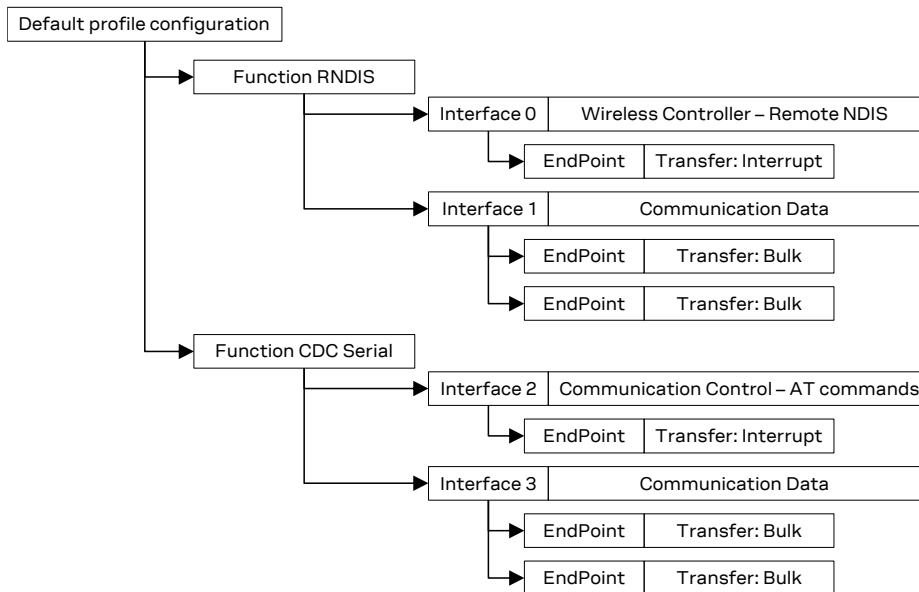 Default profile configuration
Function RNDIS
Interface 0 Wireless Controller – Remote NDIS
EndPoint Transfer: Interrupt
Interface 1 Communication Data
EndPoint Transfer: Bulk
EndPoint Transfer: Bulk
Function CDC Serial
Interface 2 Communication Control – AT commands
EndPoint Transfer: Interrupt
Interface 3 Communication Data
EndPoint Transfer: Bulk
EndPoint Transfer: Bulk